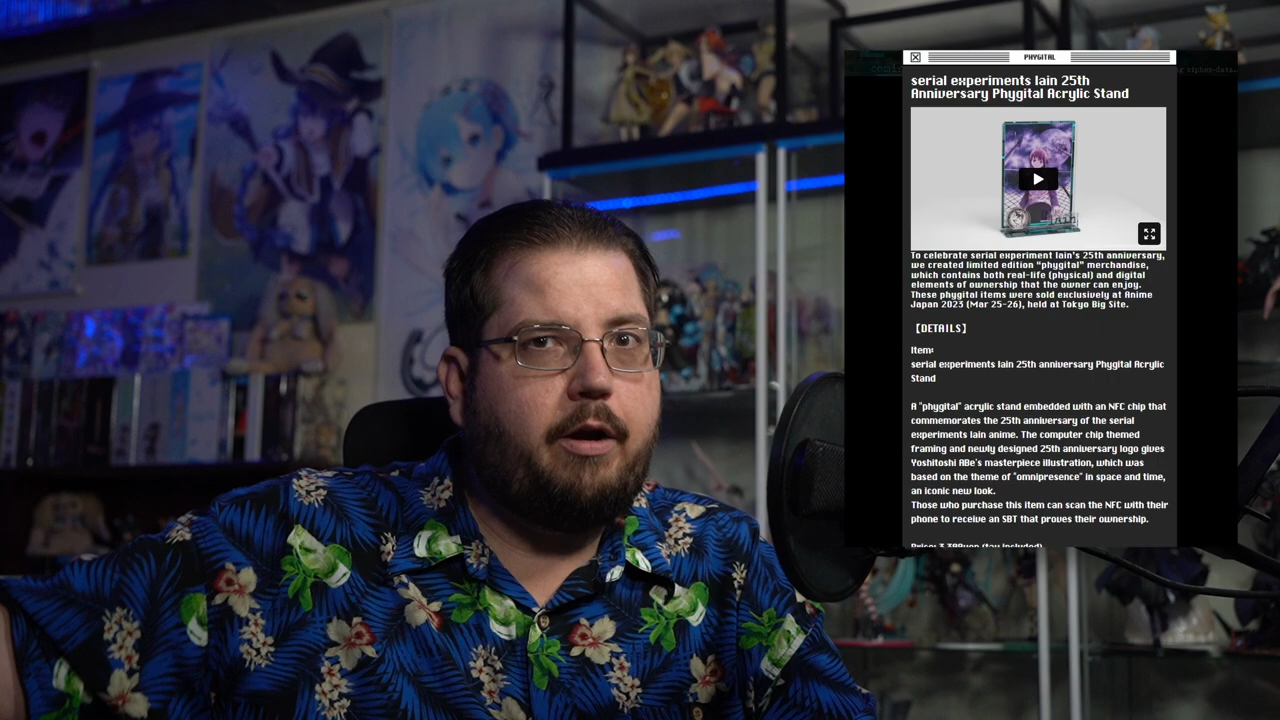 PHYGITAL
serial experiments lain 25th
Anniversary Phygital Acrylic Stand
To celebrate serial experiment lain's 25th anniversary,
we created limited edition "phygital" merchandise,
which contains both real-life (physical) and digital
elements of ownership that the owner can enjoy.
These phygital items were sold exclusively at Anime
Japan 2023 (Mar 25-26), held at Tokyo Big Site.
【DETAILS】
Item:
serial experiments lain 25th anniversary Phygital Acrylic
Stand
A "phygital" acrylic stand embedded with an NFC chip that
commemorates the 25th anniversary of the serial
experiments lain anime. The computer chip themed
framing and newly designed 25th anniversary logo gives
Yoshitoshi ABe's masterpiece illustration, which was
based on the theme of "omnipresence" in space and time,
an iconic new look.
Those who purchase this item can scan the NFC with their
phone to receive an SBT that proves their ownership.